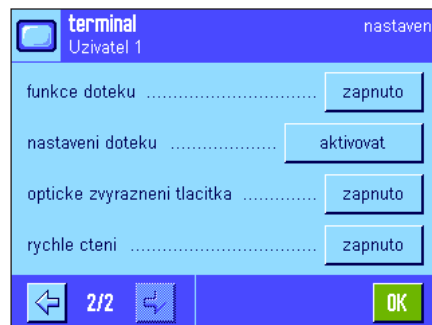 terminal
nastaven
Uzivatel 1
funkce doteku ................................ zapnuto
nastaveni doteku .................... aktivovat
opticke zvyrazneni tlacitka .............. zapnuto
rychle cteni ................................... zapnuto
2/2
OK